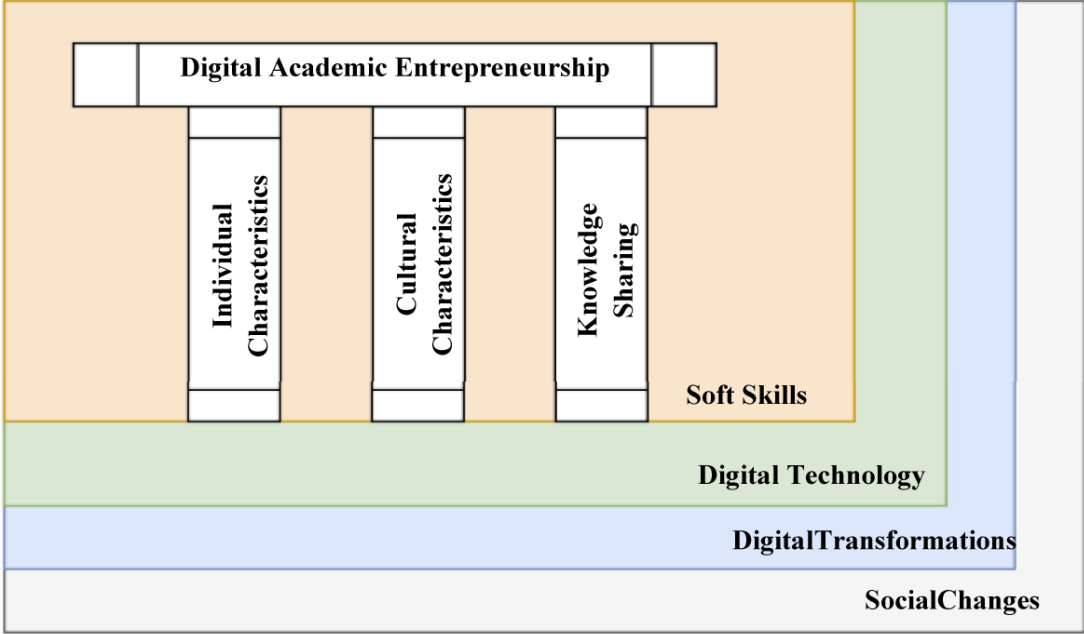 Digital Academic Entrepreneurship
Individual
Characteristics
Cultural
Characteristics
Knowledge
Sharing
Soft Skills
Digital Technology
DigitalTransformations
SocialChanges